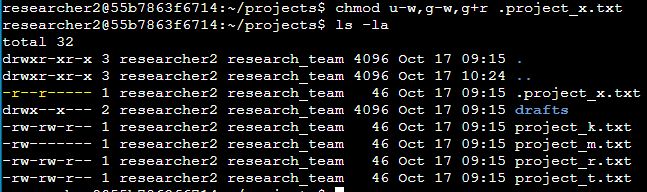 researcher2@55b7863f6714:~/projects$ chmod u-w,g-w,g+r .project_x.txt
researcher2@55b7863f6714:~/projects$ ls -la
total 32
drwxr-xr-x 3 researcher2 research_team 4096 Oct 17 09:15 .
drwxr-xr-x 3 researcher2 research_team 4096 Oct 17 10:24 ..
-r--r----- 1 researcher2 research_team   46 Oct 17 09:15 .project_x.txt
drwx--x--- 2 researcher2 research_team 4096 Oct 17 09:15 drafts
-rw-rw-r-- 1 researcher2 research_team   46 Oct 17 09:15 project_k.txt
-rw------- 1 researcher2 research_team   46 Oct 17 09:15 project_m.txt
-rw-rw-r-- 1 researcher2 research_team   46 Oct 17 09:15 project_r.txt
-rw-rw-r-- 1 researcher2 research_team   46 Oct 17 09:15 project_t.txt
researcher2@55b7863f6714:~/projects$